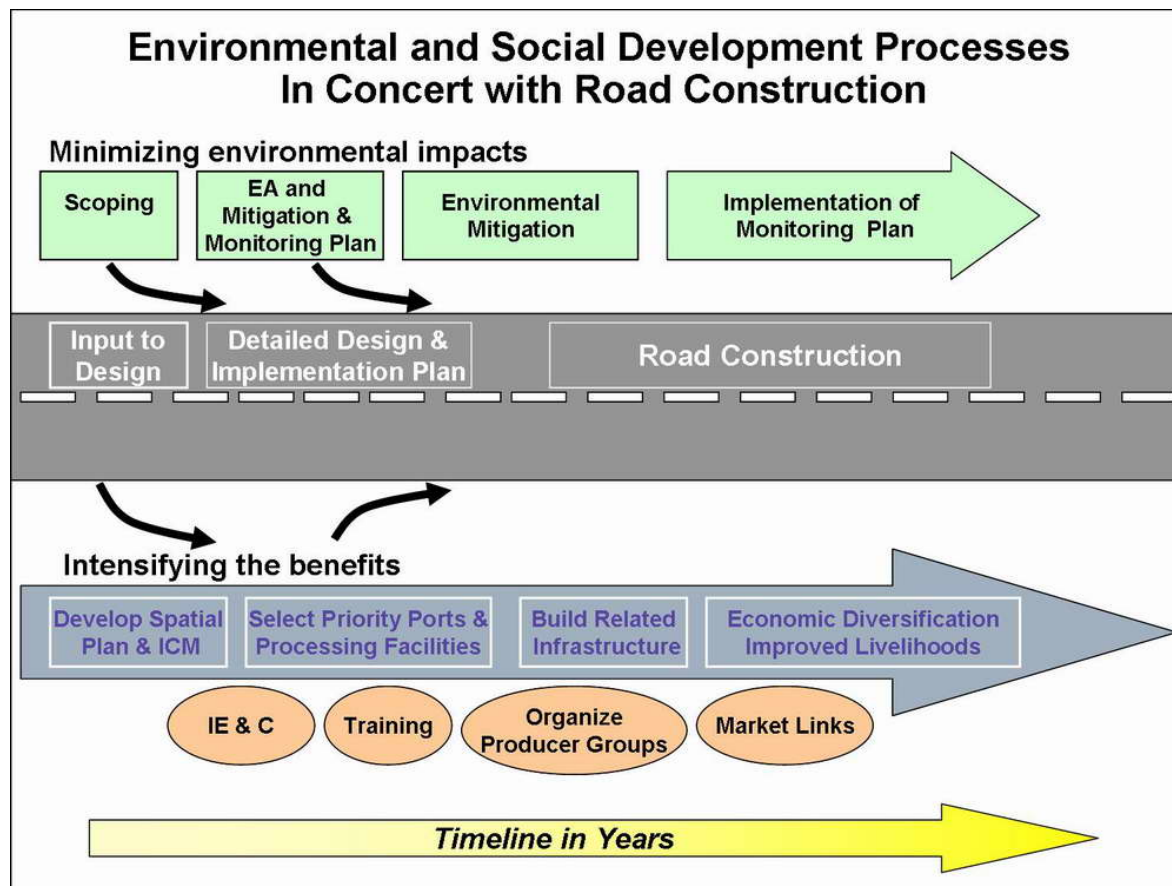 Environmental and Social Development Processes
In Concert with Road Construction
Minimizing environmental impacts
Scoping
EA and
Mitigation &
Monitoring Plan
Environmental
Mitigation
Implementation of
Monitoring Plan
Input to
Design
Detailed Design &
Implementation Plan
Road Construction
Intensifying the benefits
Develop Spatial
Plan & ICM
Select Priority Ports &
Processing Facilities
Build Related
Infrastructure
Economic Diversification
Improved Livelihoods
IE & C
Training
Organize
Producer Groups
Market Links
Timeline in Years